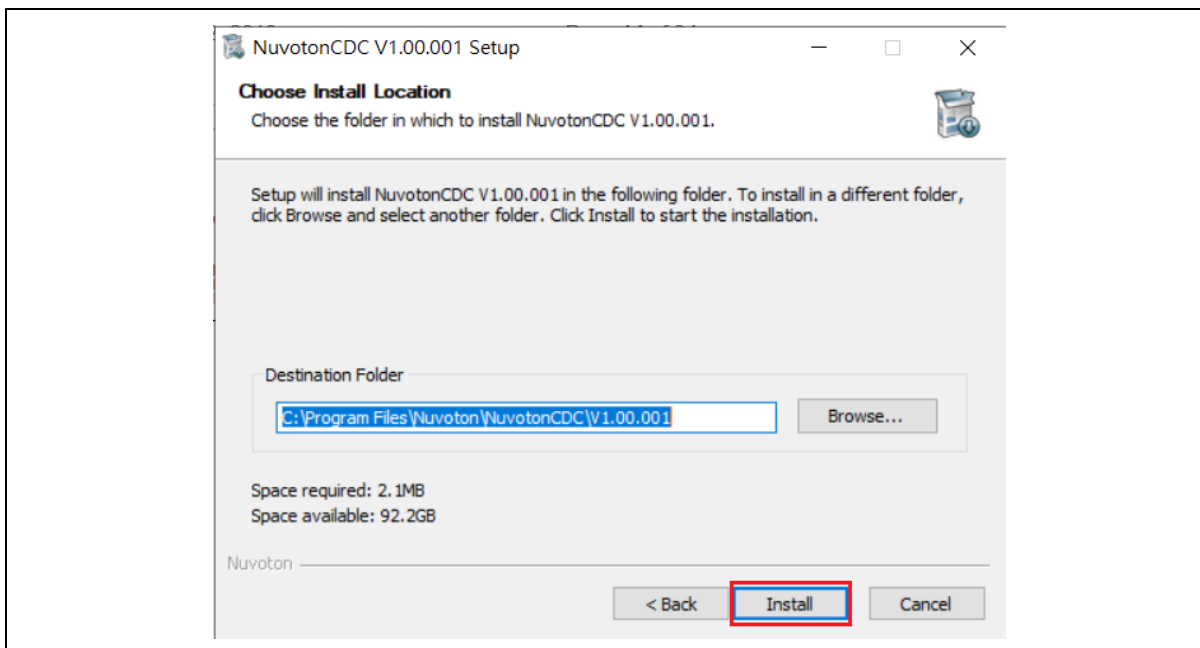 NuvotonCDC V1.00.001 Setup
Choose Install Location
Choose the folder in which to install NuvotonCDC V1.00.001.
Setup will install NuvotonCDC V1.00.001 in the following folder. To install in a different folder,
click Browse and select another folder. Click Install to start the installation.
Destination Folder
C:\Program Files\Nuvoton\NuvotonCDC\V1.00.001
Browse...
Space required: 2.1MB
Space available: 92.2GB
Nuvoton
< Back
Install
Cancel